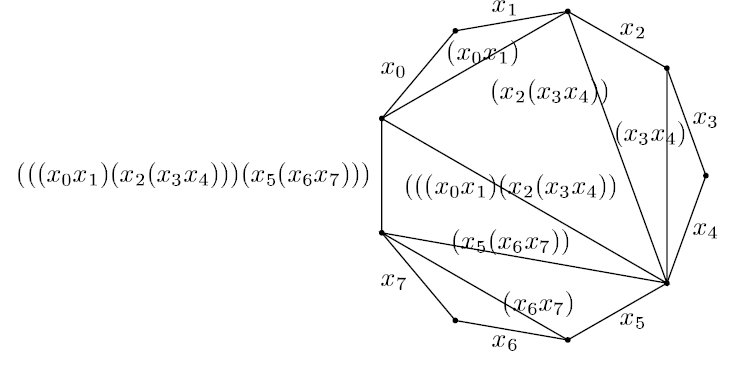 x₁
x₂
(x₀x₁)
x₀
(x₂(x₃x₄))
x₃
(x₃x₄)
(((x₀x₁)(x₂(x₃x₄)))(x₅(x₆x₇)))
(((x₀x₁)(x₂(x₃x₄))
x₄
(x₅(x₆x₇))
x₇
(x₆x₇)
x₅
x₆